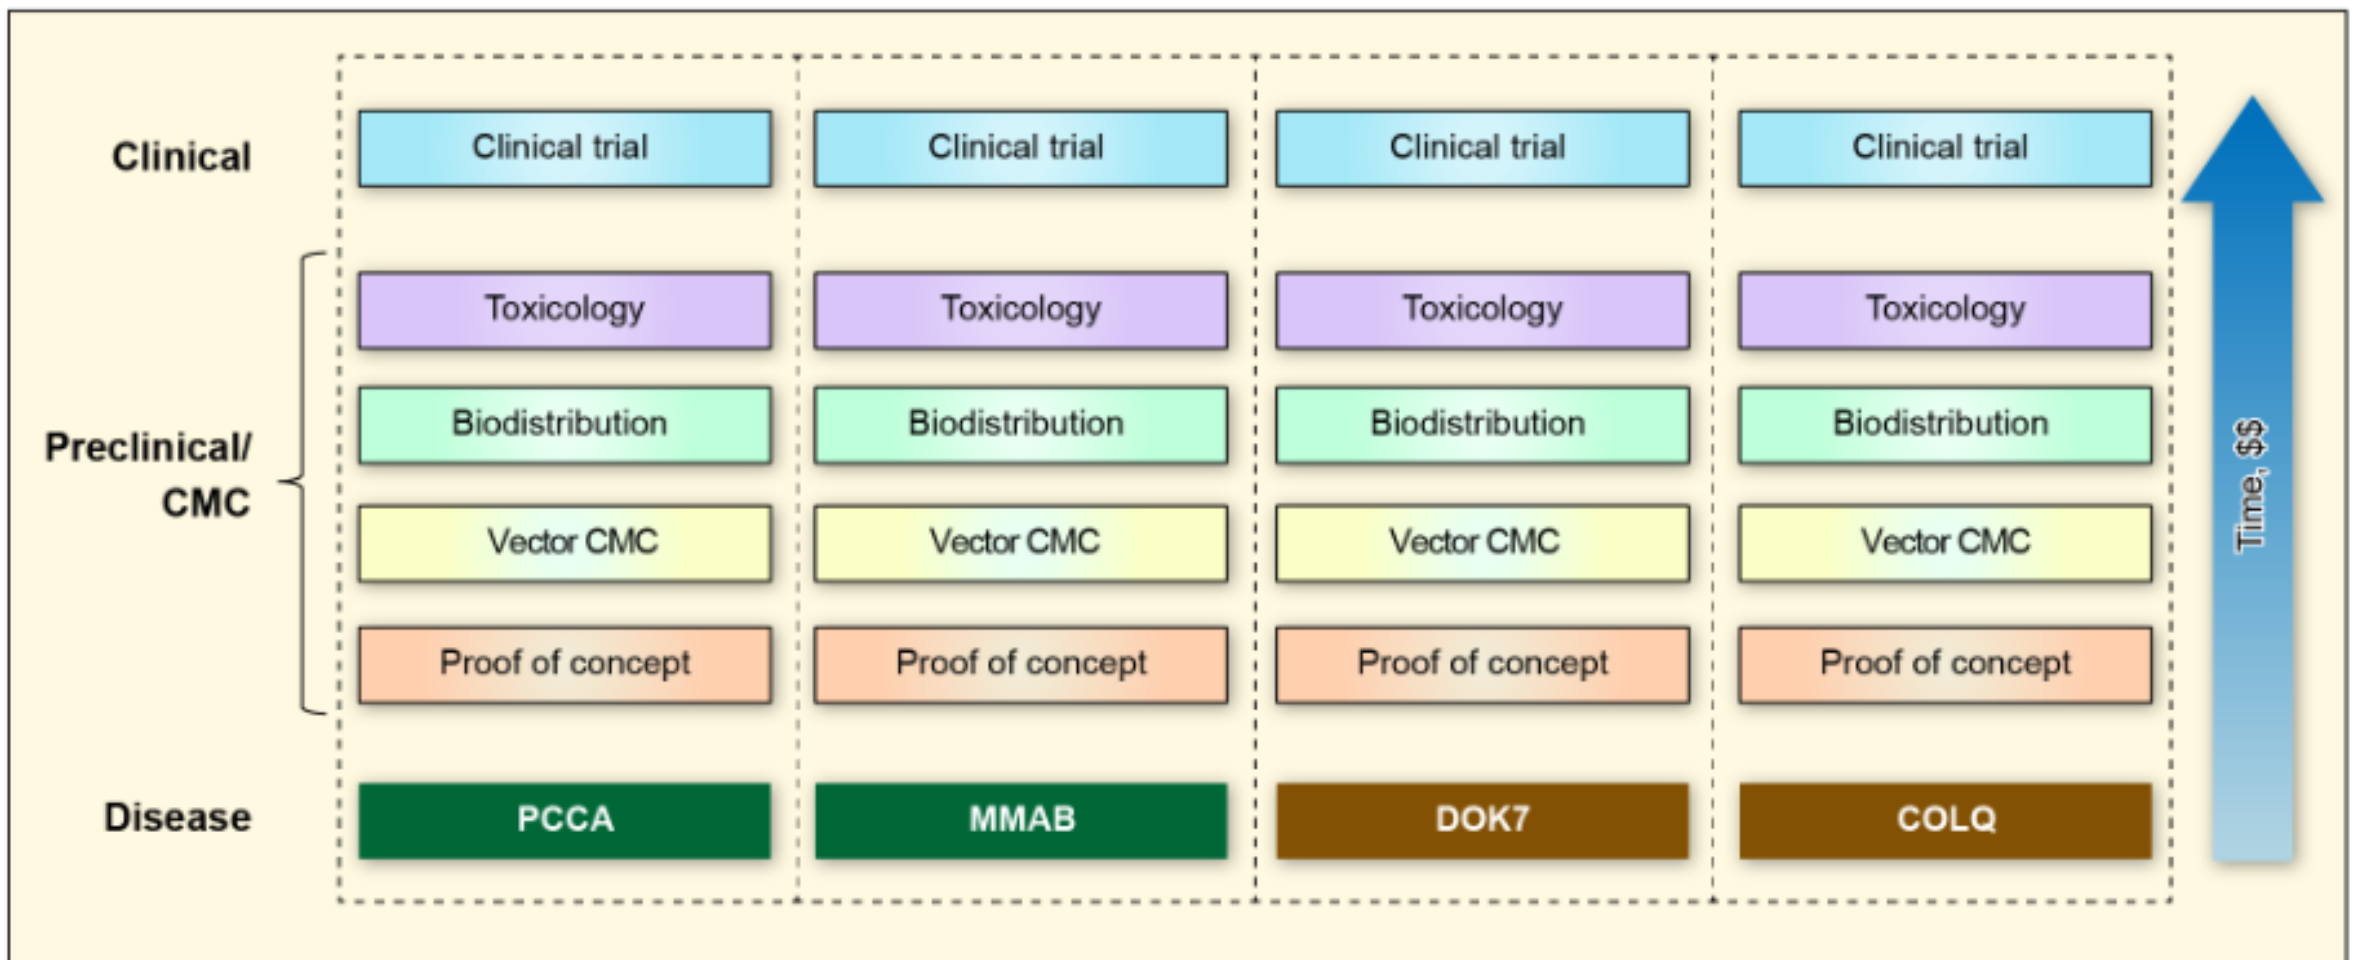 Clinical
Clinical trial
Clinical trial
Clinical trial
Clinical trial
Preclinical/
CMC
Toxicology
Toxicology
Toxicology
Toxicology
Biodistribution
Biodistribution
Biodistribution
Biodistribution
Vector CMC
Vector CMC
Vector CMC
Vector CMC
Proof of concept
Proof of concept
Proof of concept
Proof of concept
Disease
PCCA
MMAB
DOK7
COLQ
Time, $$